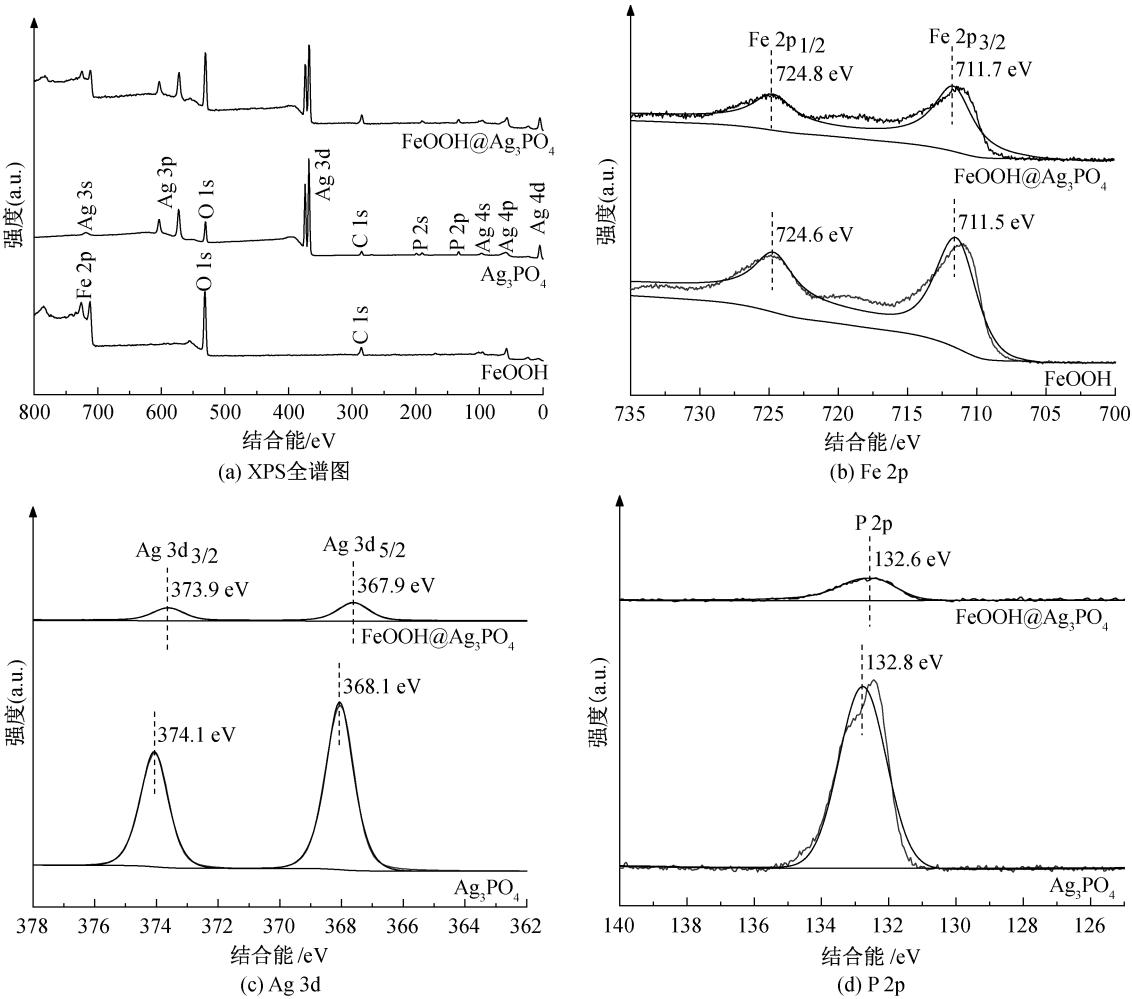 强度(a.u.)
FeOOH@Ag₃PO₄
Ag 3s
Ag 3p
O 1s
Ag 3d
C 1s
P 2s
P 2p
Ag 4s
Ag 4p
Ag 4d
Ag₃PO₄
Fe 2p
O 1s
C 1s
FeOOH
800 700 600 500 400 300 200 100 0
结合能/eV
(a) XPS全谱图
强度(a.u.)
Fe 2p1/2
Fe 2p3/2
724.8 eV
711.7 eV
FeOOH@Ag₃PO₄
724.6 eV
711.5 eV
FeOOH
735 730 725 720 715 710 705 700
结合能/eV
(b) Fe 2p
强度(a.u.)
Ag 3d 3/2
Ag 3d 5/2
373.9 eV
367.9 eV
FeOOH@Ag₃PO₄
374.1 eV
368.1 eV
Ag₃PO₄
378 376 374 372 370 368 366 364 362
结合能 /eV
(c) Ag 3d
强度(a.u.)
P 2p
132.6 eV
FeOOH@Ag₃PO₄
132.8 eV
Ag₃PO₄
140 138 136 134 132 130 128 126
结合能 /eV
(d) P 2p